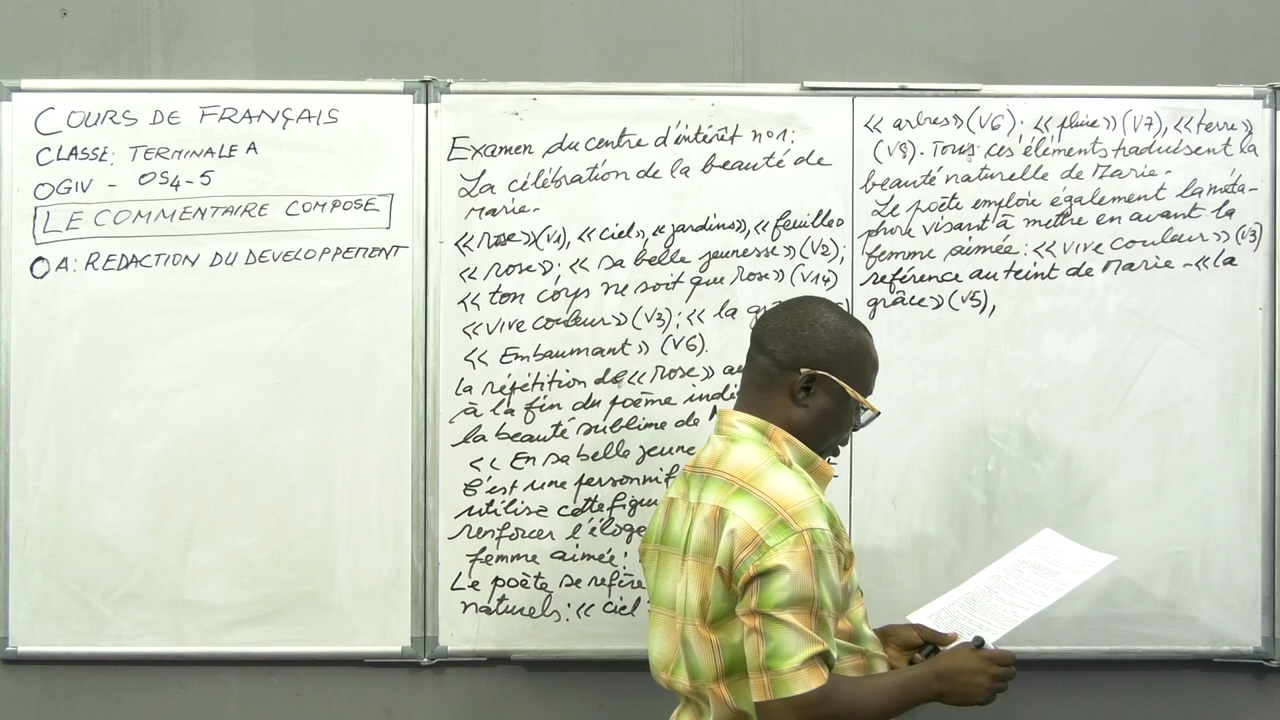 COURS DE FRANÇAIS
CLASSE: TERMINALE A
OGIV - OS4-5
LE COMMENTAIRE COMPOSE
OA: REDACTION DU DEVELOPPEMENT
Examen du centre d'intérêt n°1:
La célébration de la beauté de
Marie.
<< rose>>(v1), << ciel>>, <<jardins>>, <<feuilles
<< rose>>; << sa belle jeunesse>> (v2);
<< ton corps ne soit que rose>> (v14)
<<vive couleur>> (v3); << la
<< Embaumant>> (v6).
la répétition de << rose>> au
à la fin du poème
la beauté sublime de
<< En sa belle
C'est une
utilise cette
renforcer l'éloge
femme aimée:
Le poète se
naturels: << ciel
<< arbres>> (v6); << pluie>> (v7), <<terre>>
(v8). Tous ces éléments traduisent la
beauté naturelle de Marie.
Le poète emploie également la méta-
phore visant à mettre en avant la
femme aimée: <<vive couleur>> (v3)
reférence au teint de Marie - <<la
grâce>> (v5),